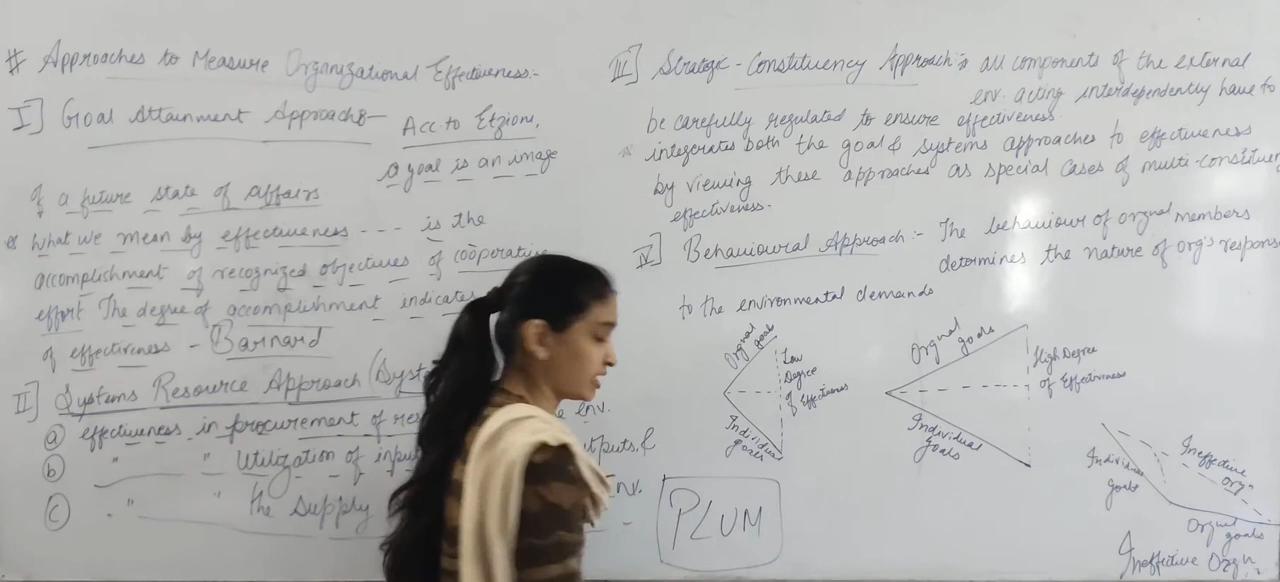 # Approaches to Measure Organizational Effectiveness:-
I] Goal Attainment Approach:- Acc. to Etzioni,
a goal is an image
of a future state of affairs
What we mean by effectiveness --- is the
accomplishment of recognized objectives of cooperative
effort The degree of accomplishment indicates
of effectiveness - Barnard
II] Systems Resource Approach (Syst
(a) effectiveness in procurement of res e env.
(b) " " Utilization of inpu tputs, &
(c) " " the supply nv.
III] Strategic - Constituency Approach:- all components of the external
env. acting interdependently have to
be carefully regulated to ensure effectiveness.
integrates both the goal & systems approaches to effectiveness
by viewing these approaches as special cases of multi-constituen
effectiveness.
IV] Behavioural Approach:- The behaviour of orgnal members
determines the nature of org's respons
to the environmental demands
Orgnal goals
Low
Degree
of Effectiveness
Individual
goals
Orgnal goals
High Degree
of Effectiveness
Individual
Goals
Individual
goals
Ineffective
Orgn
Orgnal goals
Ineffective Orgn.
PLUM